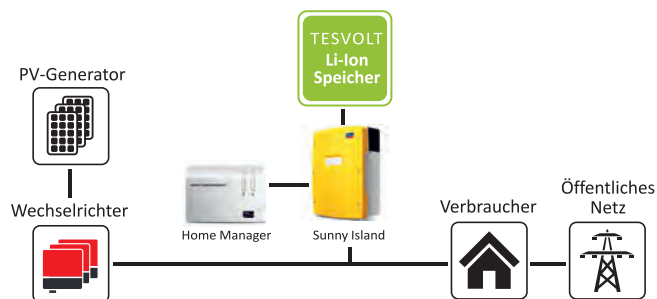 TESVOLT
Li-Ion
Speicher
PV-Generator
Wechselrichter
Home Manager
Sunny Island
Verbraucher
Öffentliches
Netz